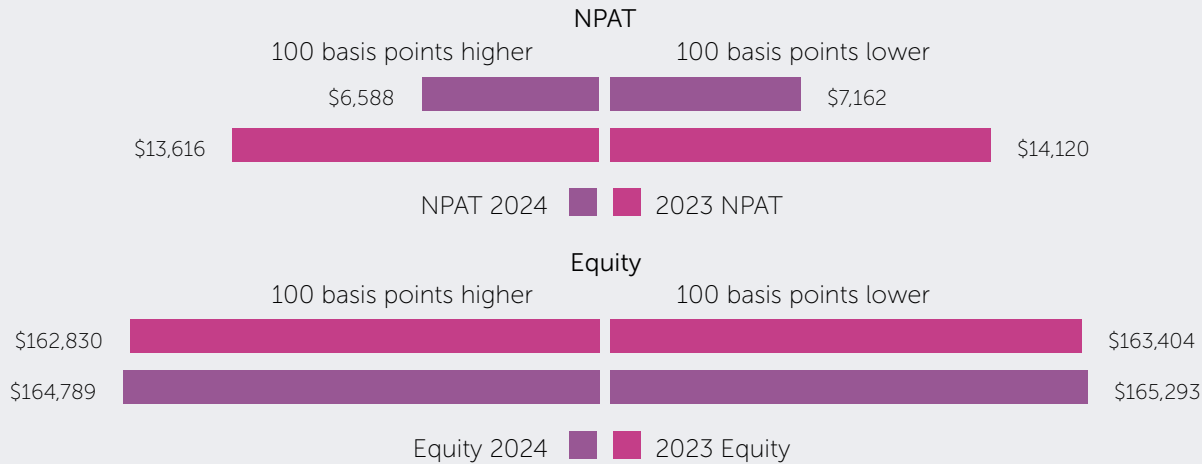 NPAT
100 basis points higher 100 basis points lower
$6,588 $7,162
$13,616 $14,120
NPAT 2024 2023 NPAT
Equity
100 basis points higher 100 basis points lower
$162,830 $163,404
$164,789 $165,293
Equity 2024 2023 Equity